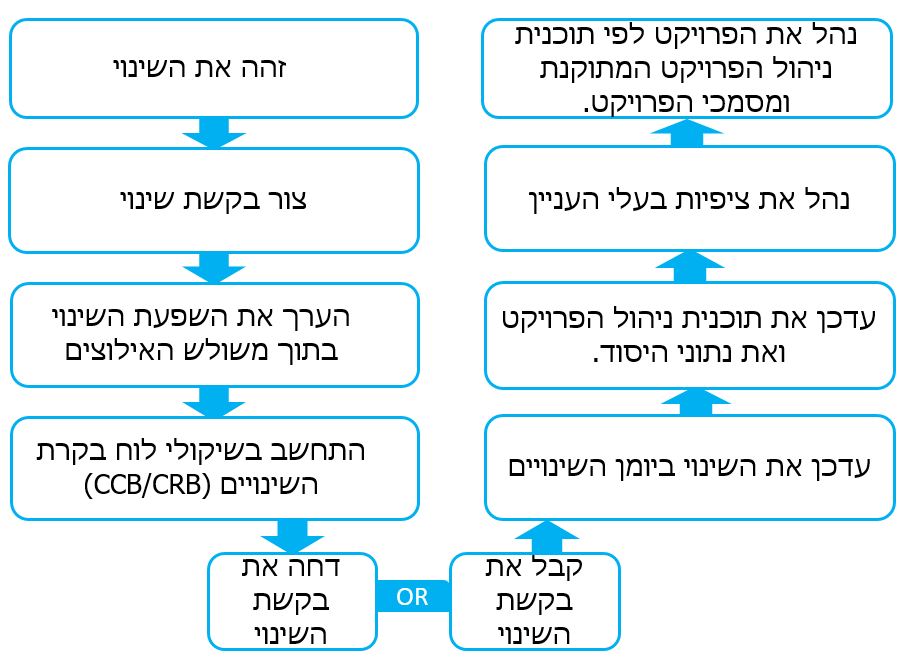 זהה את השינוי
צור בקשת שינוי
הערך את השפעת השינוי
בתוך משולש האילוצים
התחשב בשיקולי לוח בקרת
השינויים (CCB/CRB)
דחה את
בקשת
השינוי
OR
קבל את
בקשת
השינוי
עדכן את השינוי ביומן השינויים
עדכן את תוכנית ניהול הפרויקט
ואת נתוני היסוד.
נהל את ציפיות בעלי העניין
נהל את הפרויקט לפי תוכנית
ניהול הפרויקט המתוקנת
ומסמכי הפרויקט.